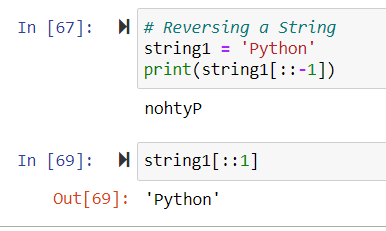 In [67]: # Reversing a String
string1 = 'Python'
print(string1[::-1])
nohtyP
In [69]: string1[::1]
Out[69]: 'Python'